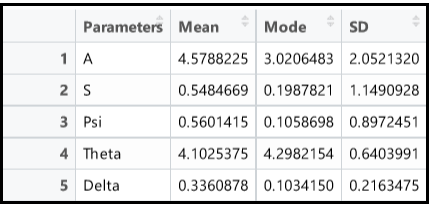 Parameters Mean Mode SD
1 A 4.5788225 3.0206483 2.0521320
2 S 0.5484669 0.1987821 1.1490928
3 Psi 0.5601415 0.1058698 0.8972451
4 Theta 4.1025375 4.2982154 0.6403991
5 Delta 0.3360878 0.1034150 0.2163475